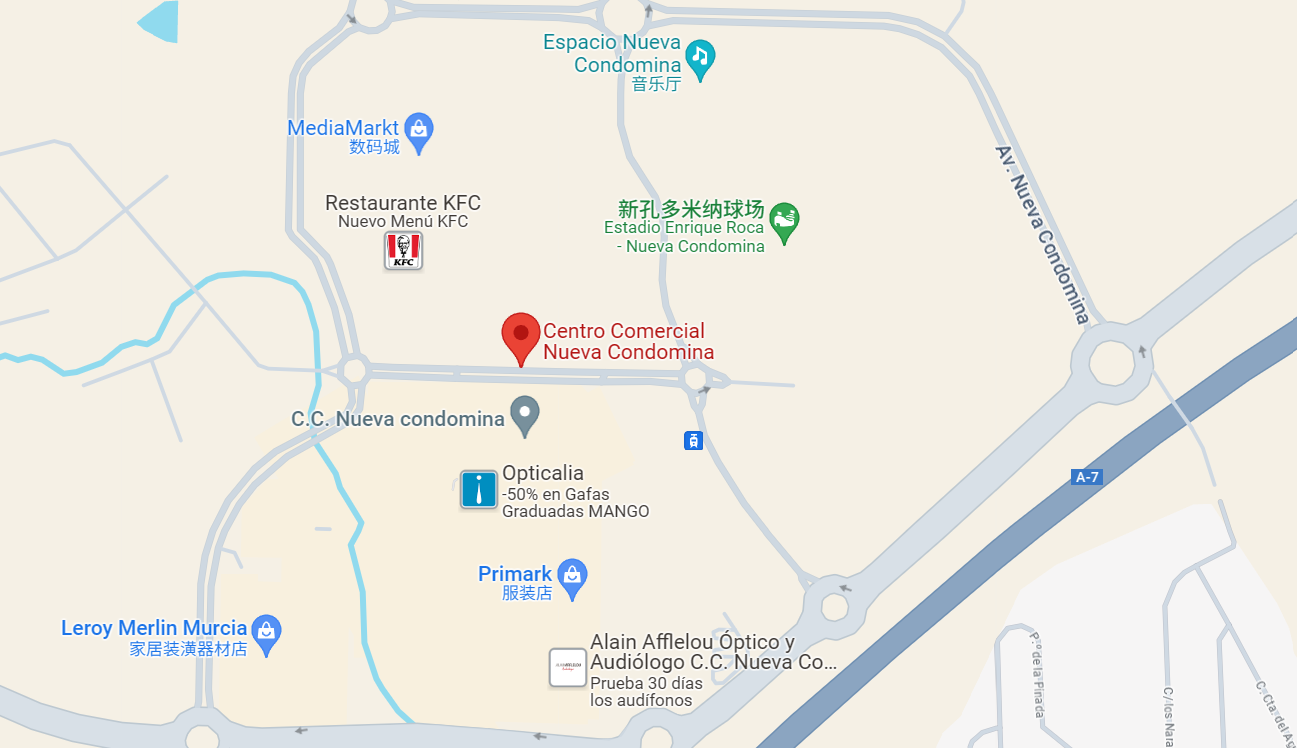 Espacio Nueva
Condomina
音乐厅
MediaMarkt
数码城
Av. Nueva Condomina
Restaurante KFC
Nuevo Menú KFC
KFC
新孔多米纳球场
Estadio Enrique Roca
- Nueva Condomina
Centro Comercial
Nueva Condomina
C.C. Nueva condomina
Opticalia
-50% en Gafas
Graduadas MANGO
A-7
Primark
服装店
Leroy Merlin Murcia
家居装潢器材店
Alain Afflelou Óptico y
Audiólogo C.C. Nueva Co...
Prueba 30 días
los audífonos
P.º de la Pinada
C/ los Nara
C. Cta. del Ag